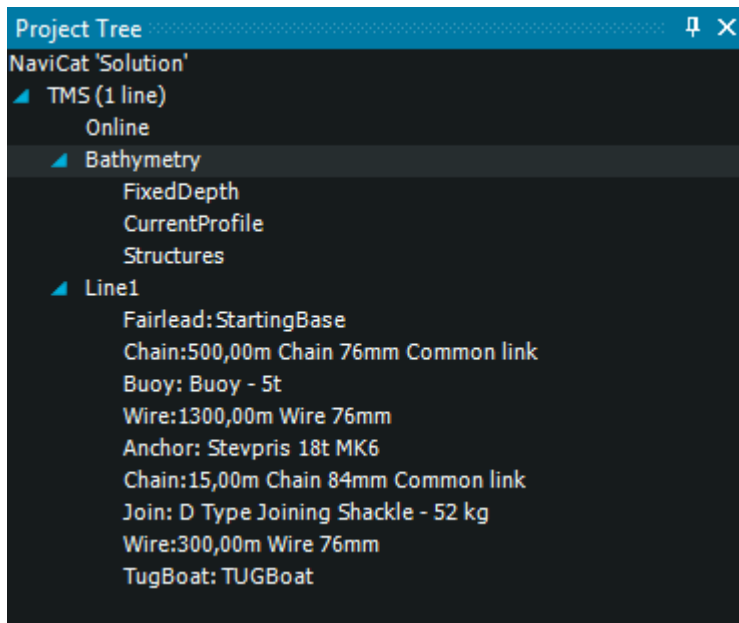 Project Tree
NaviCat 'Solution'
TMS (1 line)
Online
Bathymetry
FixedDepth
CurrentProfile
Structures
Line1
Fairlead: StartingBase
Chain:500,00m Chain 76mm Common link
Buoy: Buoy - 5t
Wire:1300,00m Wire 76mm
Anchor: Stevpris 18t MK6
Chain:15,00m Chain 84mm Common link
Join: D Type Joining Shackle - 52 kg
Wire:300,00m Wire 76mm
TugBoat: TUGBoat